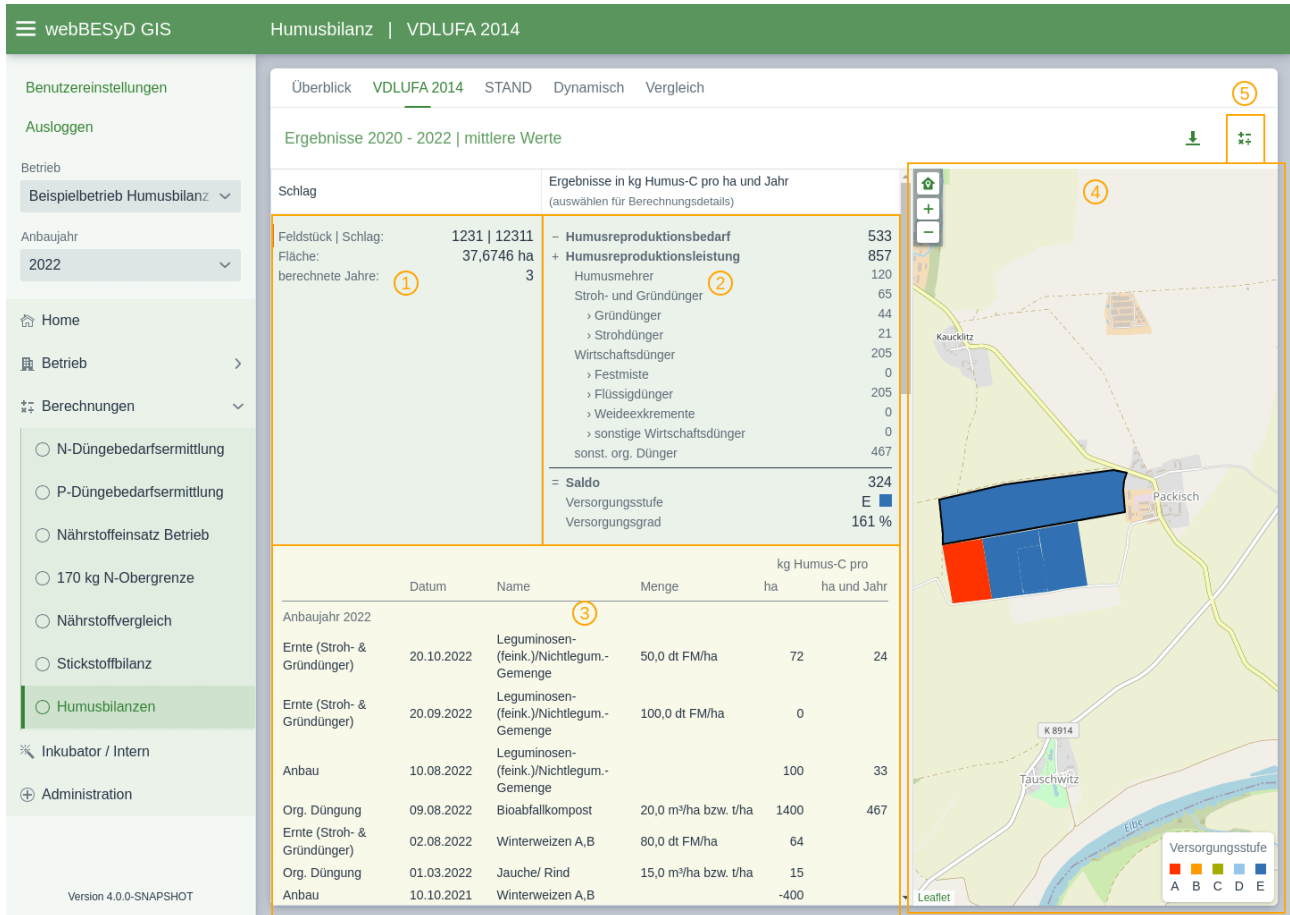 webBESyD GIS
Humusbilanz | VDLUFA 2014
Benutzereinstellungen
Ausloggen
Betrieb
Beispielbetrieb Humusbilanz
Anbaujahr
2022
Home
Betrieb
Berechnungen
N-Düngebedarfsermittlung
P-Düngebedarfsermittlung
Nährstoffeinsatz Betrieb
170 kg N-Obergrenze
Nährstoffvergleich
Stickstoffbilanz
Humusbilanzen
Inkubator / Intern
Administration
Version 4.0.0-SNAPSHOT
Überblick VDLUFA 2014 STAND Dynamisch Vergleich
5
Ergebnisse 2020 - 2022 | mittlere Werte
Schlag
Ergebnisse in kg Humus-C pro ha und Jahr
(auswählen für Berechnungsdetails)
Feldstück | Schlag: 1231 | 12311
Fläche: 37,6746 ha
berechnete Jahre: 3
1
− Humusreproduktionsbedarf 533
+ Humusreproduktionsleistung 857
Humusmehrer 120
2
Stroh- und Gründünger 65
› Gründünger 44
› Strohdünger 21
Wirtschaftsdünger 205
› Festmiste 0
› Flüssigdünger 205
› Weideexkremente 0
› sonstige Wirtschaftsdünger 0
sonst. org. Dünger 467
= Saldo 324
Versorgungsstufe E
Versorgungsgrad 161 %
kg Humus-C pro
Datum Name Menge ha ha und Jahr
3
Anbaujahr 2022
Ernte (Stroh- &
Gründünger) 20.10.2022 Leguminosen-
(feink.)/Nichtlegum.-
Gemenge 50,0 dt FM/ha 72 24
Ernte (Stroh- &
Gründünger) 20.09.2022 Leguminosen-
(feink.)/Nichtlegum.-
Gemenge 100,0 dt FM/ha 0
Anbau 10.08.2022 Leguminosen-
(feink.)/Nichtlegum.-
Gemenge 100 33
Org. Düngung 09.08.2022 Bioabfallkompost 20,0 m³/ha bzw. t/ha 1400 467
Ernte (Stroh- &
Gründünger) 02.08.2022 Winterweizen A,B 80,0 dt FM/ha 64
Org. Düngung 01.03.2022 Jauche/ Rind 15,0 m³/ha bzw. t/ha 15
Anbau 10.10.2021 Winterweizen A,B -400
4
+
−
Kaucklitz
Packisch
K 8914
Tauschwitz
Elbe
Versorgungsstufe
A B C D E
Leaflet